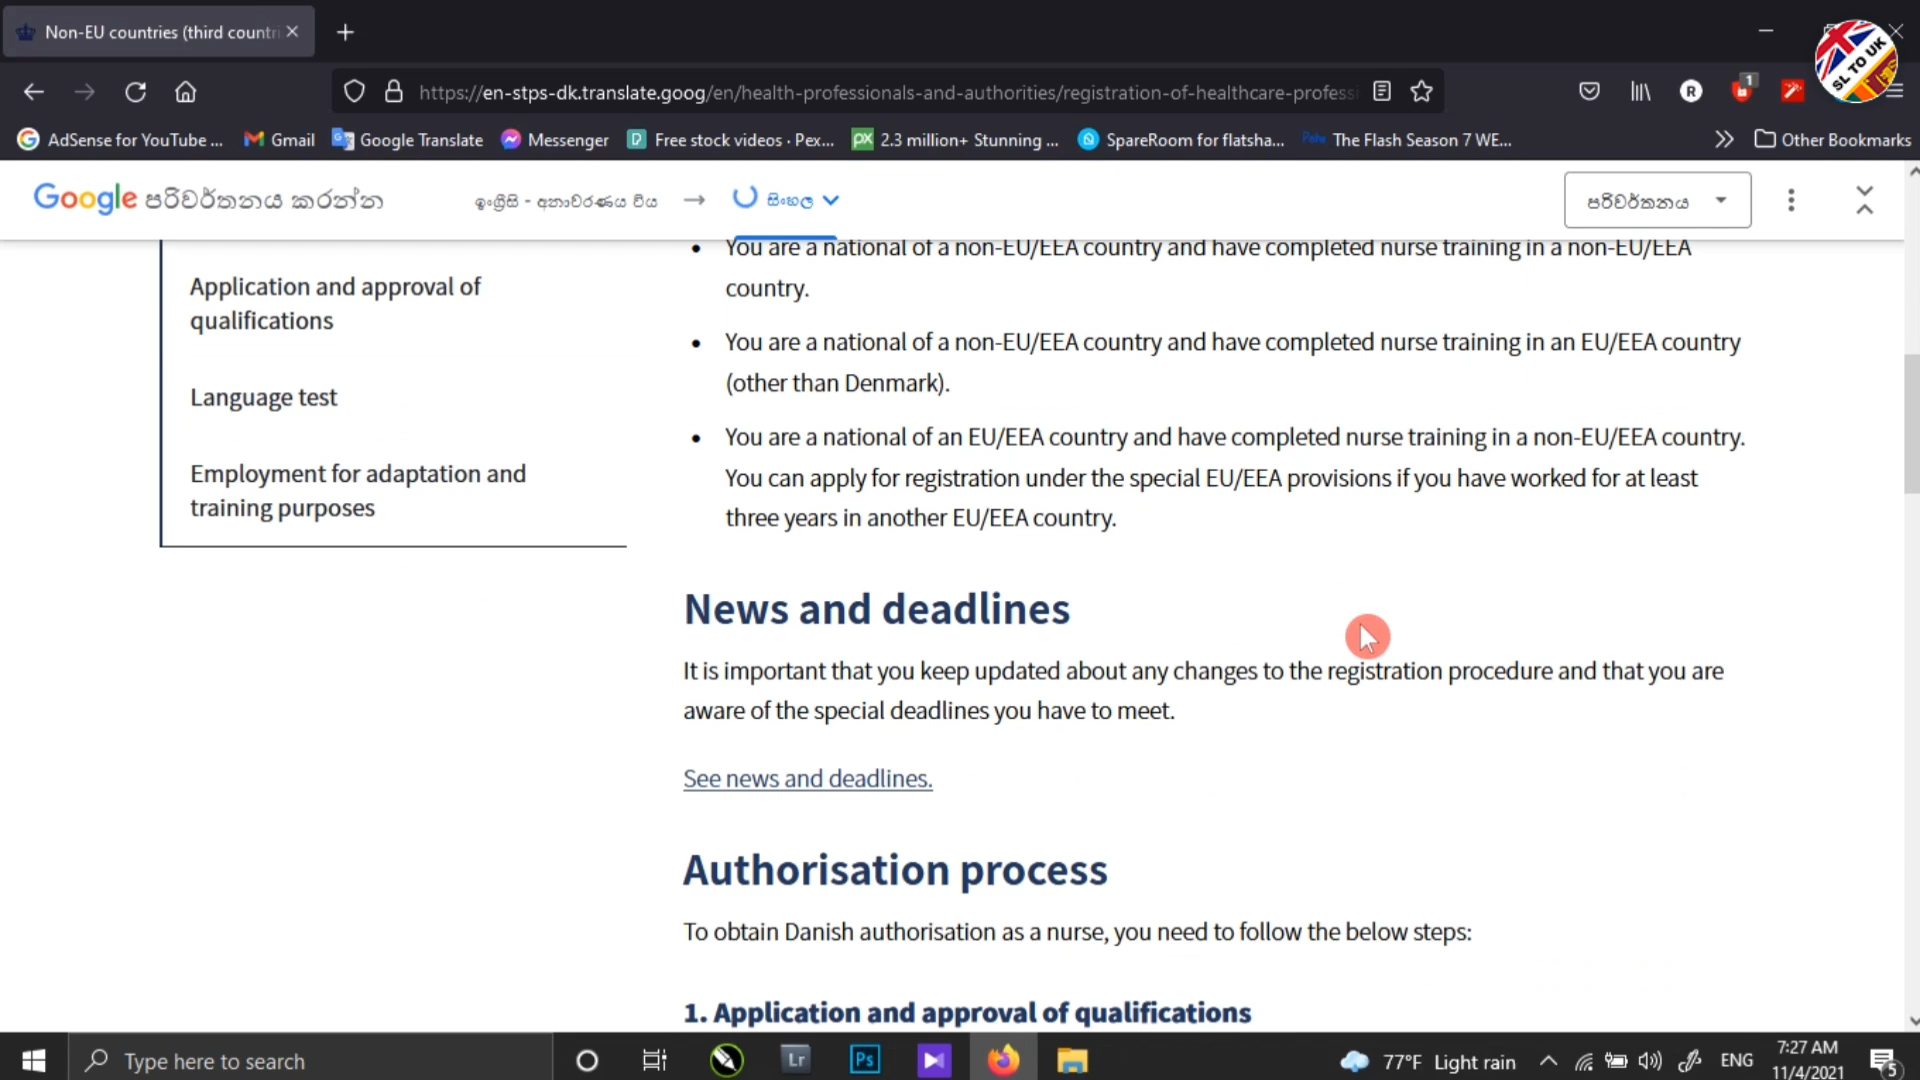 Non-EU countries (third countri
SL TO UK
https://en-stps-dk.translate.goog/en/health-professionals-and-authorities/registration-of-healthcare-professi
R
1
AdSense for YouTube ...
Gmail
Google Translate
Messenger
Free stock videos · Pex...
2.3 million+ Stunning ...
SpareRoom for flatsha...
The Flash Season 7 WE...
Other Bookmarks
Google පරිවර්තනය කරන්න
ඉංග්‍රීසි - අනාවරණය විය → සිංහල
පරිවර්තනය
Application and approval of
qualifications
Language test
Employment for adaptation and
training purposes
You are a national of a non-EU/EEA country and have completed nurse training in a non-EU/EEA
country.
You are a national of a non-EU/EEA country and have completed nurse training in an EU/EEA country
(other than Denmark).
You are a national of an EU/EEA country and have completed nurse training in a non-EU/EEA country.
You can apply for registration under the special EU/EEA provisions if you have worked for at least
three years in another EU/EEA country.
News and deadlines
It is important that you keep updated about any changes to the registration procedure and that you are
aware of the special deadlines you have to meet.
See news and deadlines.
Authorisation process
To obtain Danish authorisation as a nurse, you need to follow the below steps:
1. Application and approval of qualifications
Type here to search
Lr
Ps
77°F Light rain
ENG
7:27 AM
11/4/2021
5